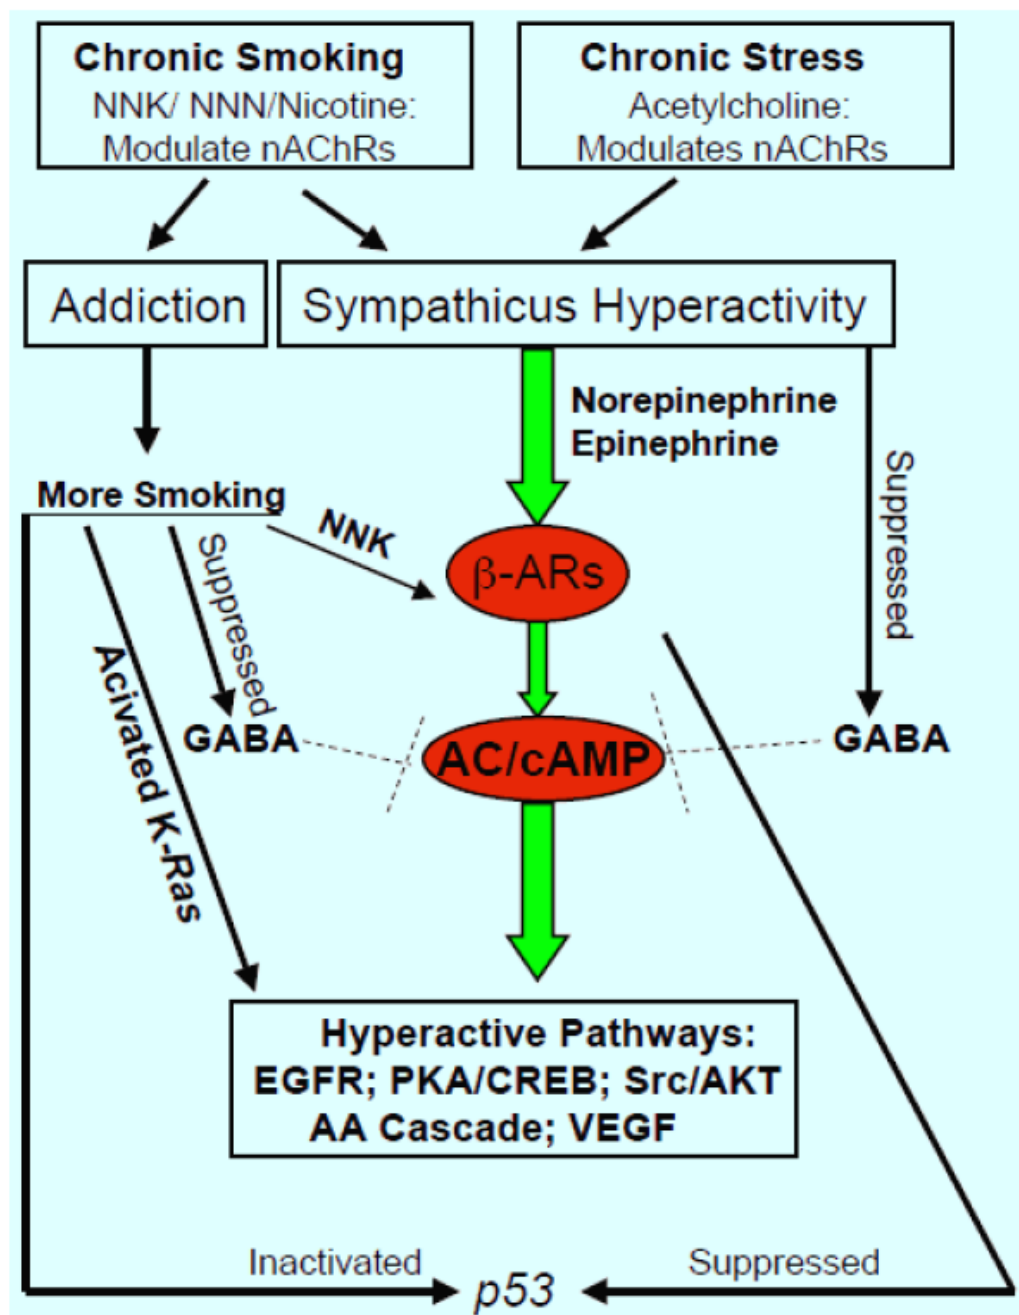 Chronic Smoking
NNK/ NNN/Nicotine:
Modulate nAChRs
Chronic Stress
Acetylcholine:
Modulates nAChRs
Addiction
Sympathicus Hyperactivity
Norepinephrine
Epinephrine
Suppressed
More Smoking
NNK
β-ARs
Suppressed
Acivated K-Ras
GABA
AC/cAMP
GABA
Hyperactive Pathways:
EGFR; PKA/CREB; Src/AKT
AA Cascade; VEGF
Inactivated
p53
Suppressed